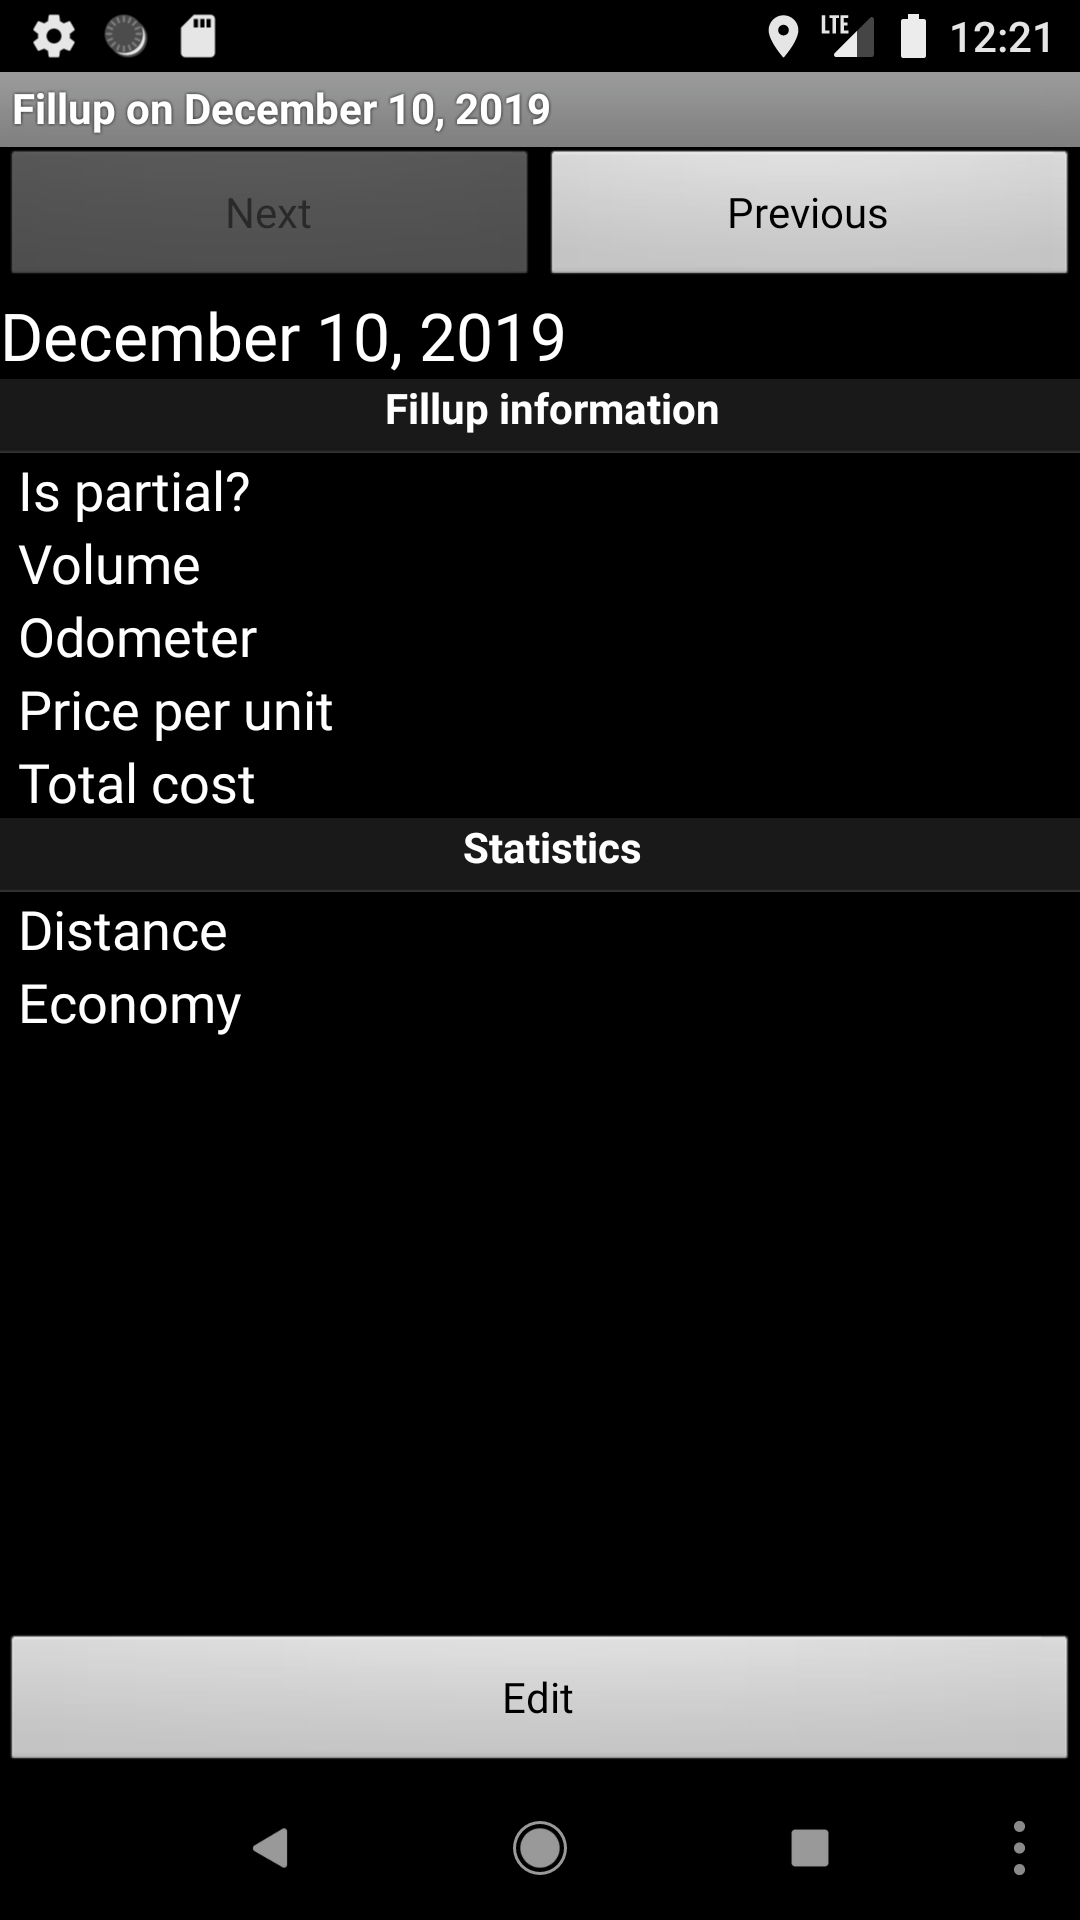 LTE 12:21
Fillup on December 10, 2019
Next Previous
December 10, 2019
Fillup information
Is partial?
Volume
Odometer
Price per unit
Total cost
Statistics
Distance
Economy
Edit